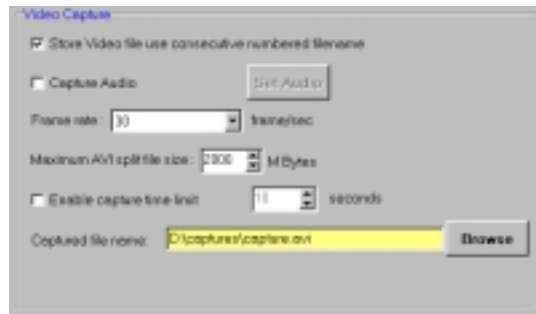 Video Capture
Store Video file use consecutive numbered filename
Capture Audio Set Audio
Frame rate : 30 frame/sec
Maximum AVI split file size : 2000 MBytes
Enable capture time limit 10 seconds
Captured file name: D:\captures\capture.avi Browse